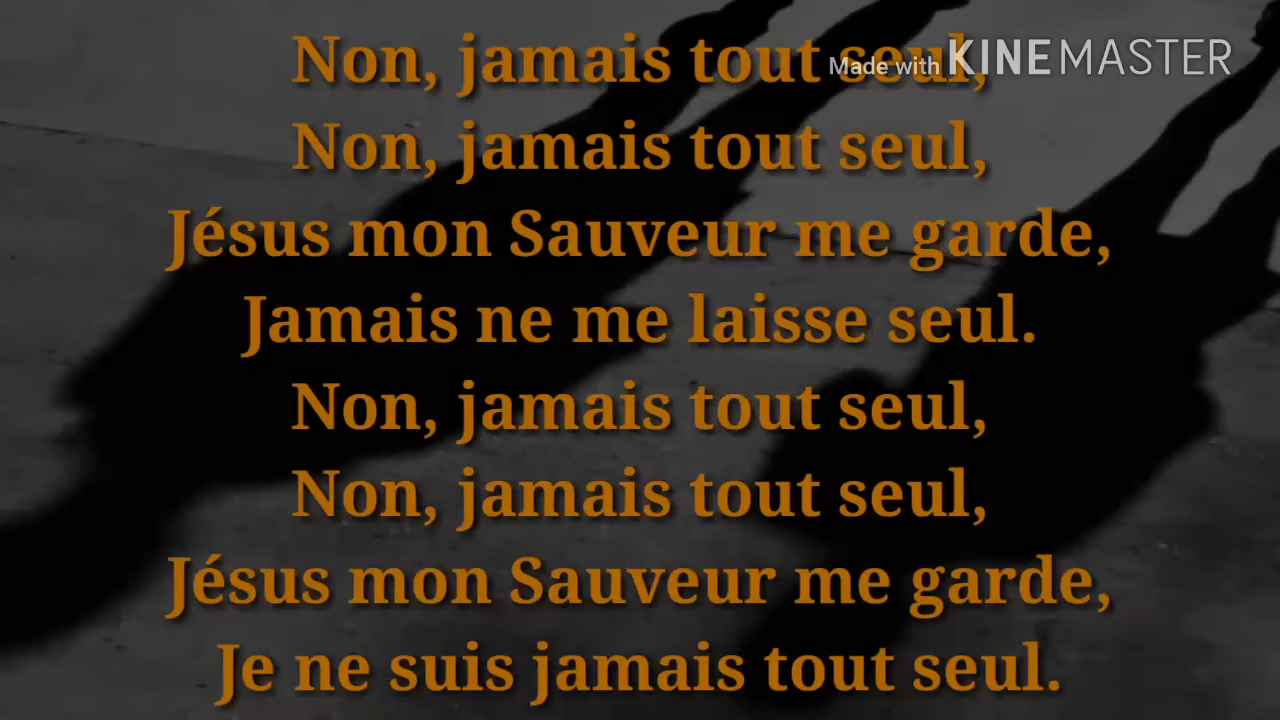 Non, jamais tout seul,
Made with KINEMASTER
Non, jamais tout seul,
Jésus mon Sauveur me garde,
Jamais ne me laisse seul.
Non, jamais tout seul,
Non, jamais tout seul,
Jésus mon Sauveur me garde,
Je ne suis jamais tout seul.